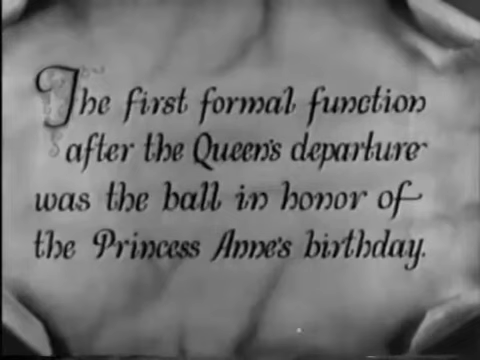 The first formal function
after the Queen's departure
was the ball in honor of
the Princess Anne's birthday.